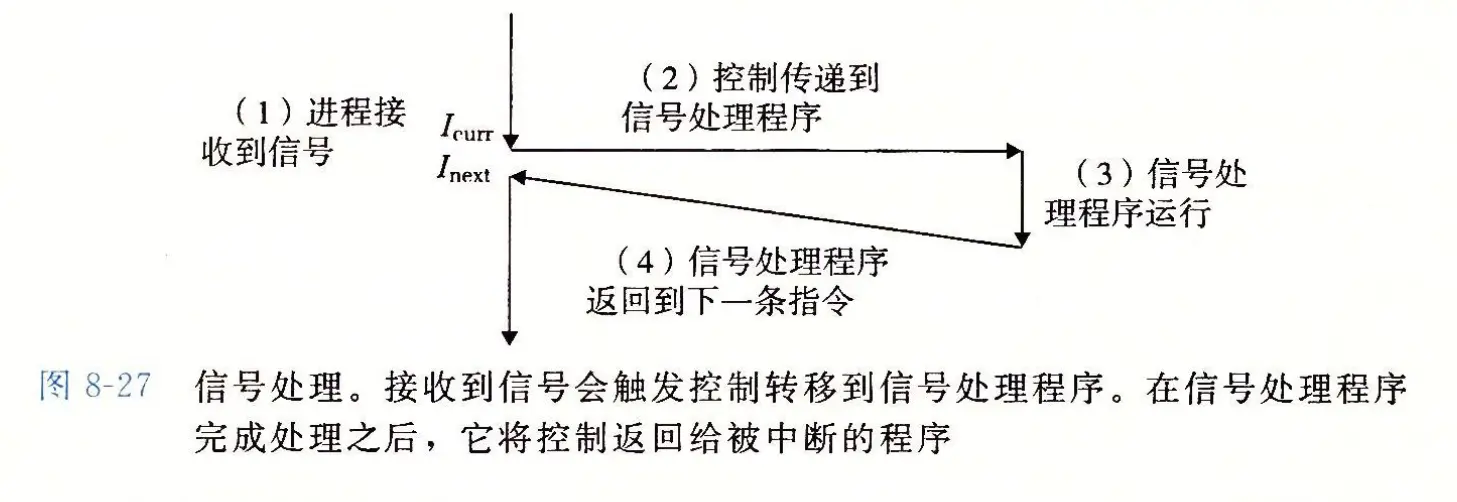 （1）进程接
收到信号
I curr
I next
（2）控制传递到
信号处理程序
（3）信号处
理程序运行
（4）信号处理程序
返回到下一条指令
图 8-27 信号处理。接收到信号会触发控制转移到信号处理程序。在信号处理程序
完成处理之后，它将控制返回给被中断的程序